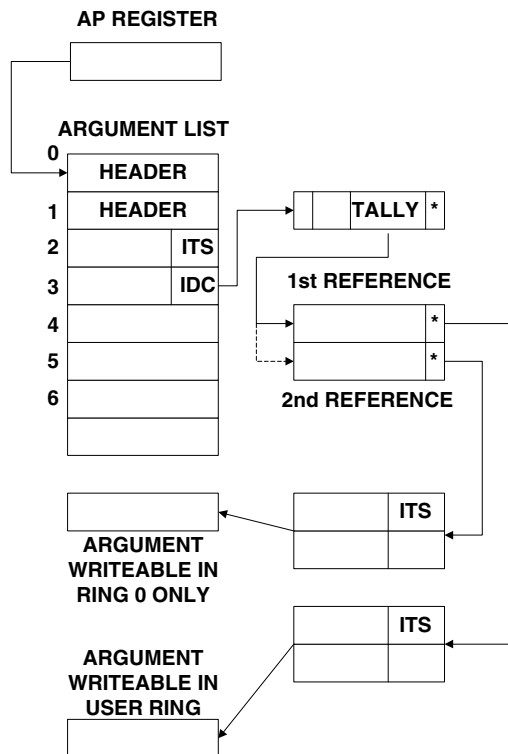 AP REGISTER
ARGUMENT LIST
0
HEADER
1
HEADER
TALLY *
2
ITS
3
IDC
1st REFERENCE
4
*
5
*
6
2nd REFERENCE
ITS
ARGUMENT
WRITEABLE IN
RING 0 ONLY
ITS
ARGUMENT
WRITEABLE IN
USER RING